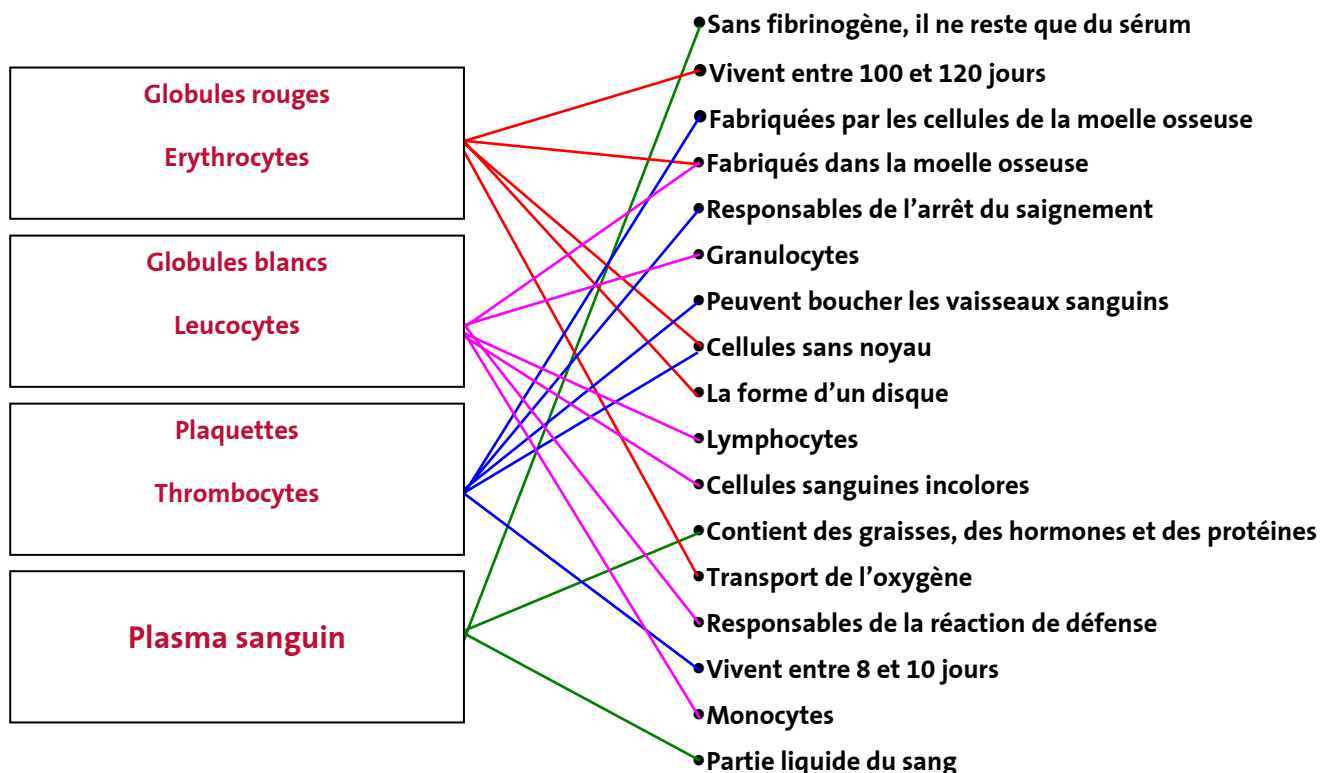 Globules rouges
Erythrocytes
Globules blancs
Leucocytes
Plaquettes
Thrombocytes
Plasma sanguin
Sans fibrinogène, il ne reste que du sérum
Vivent entre 100 et 120 jours
Fabriquées par les cellules de la moelle osseuse
Fabriqués dans la moelle osseuse
Responsables de l’arrêt du saignement
Granulocytes
Peuvent boucher les vaisseaux sanguins
Cellules sans noyau
La forme d’un disque
Lymphocytes
Cellules sanguines incolores
Contient des graisses, des hormones et des protéines
Transport de l’oxygène
Responsables de la réaction de défense
Vivent entre 8 et 10 jours
Monocytes
Partie liquide du sang